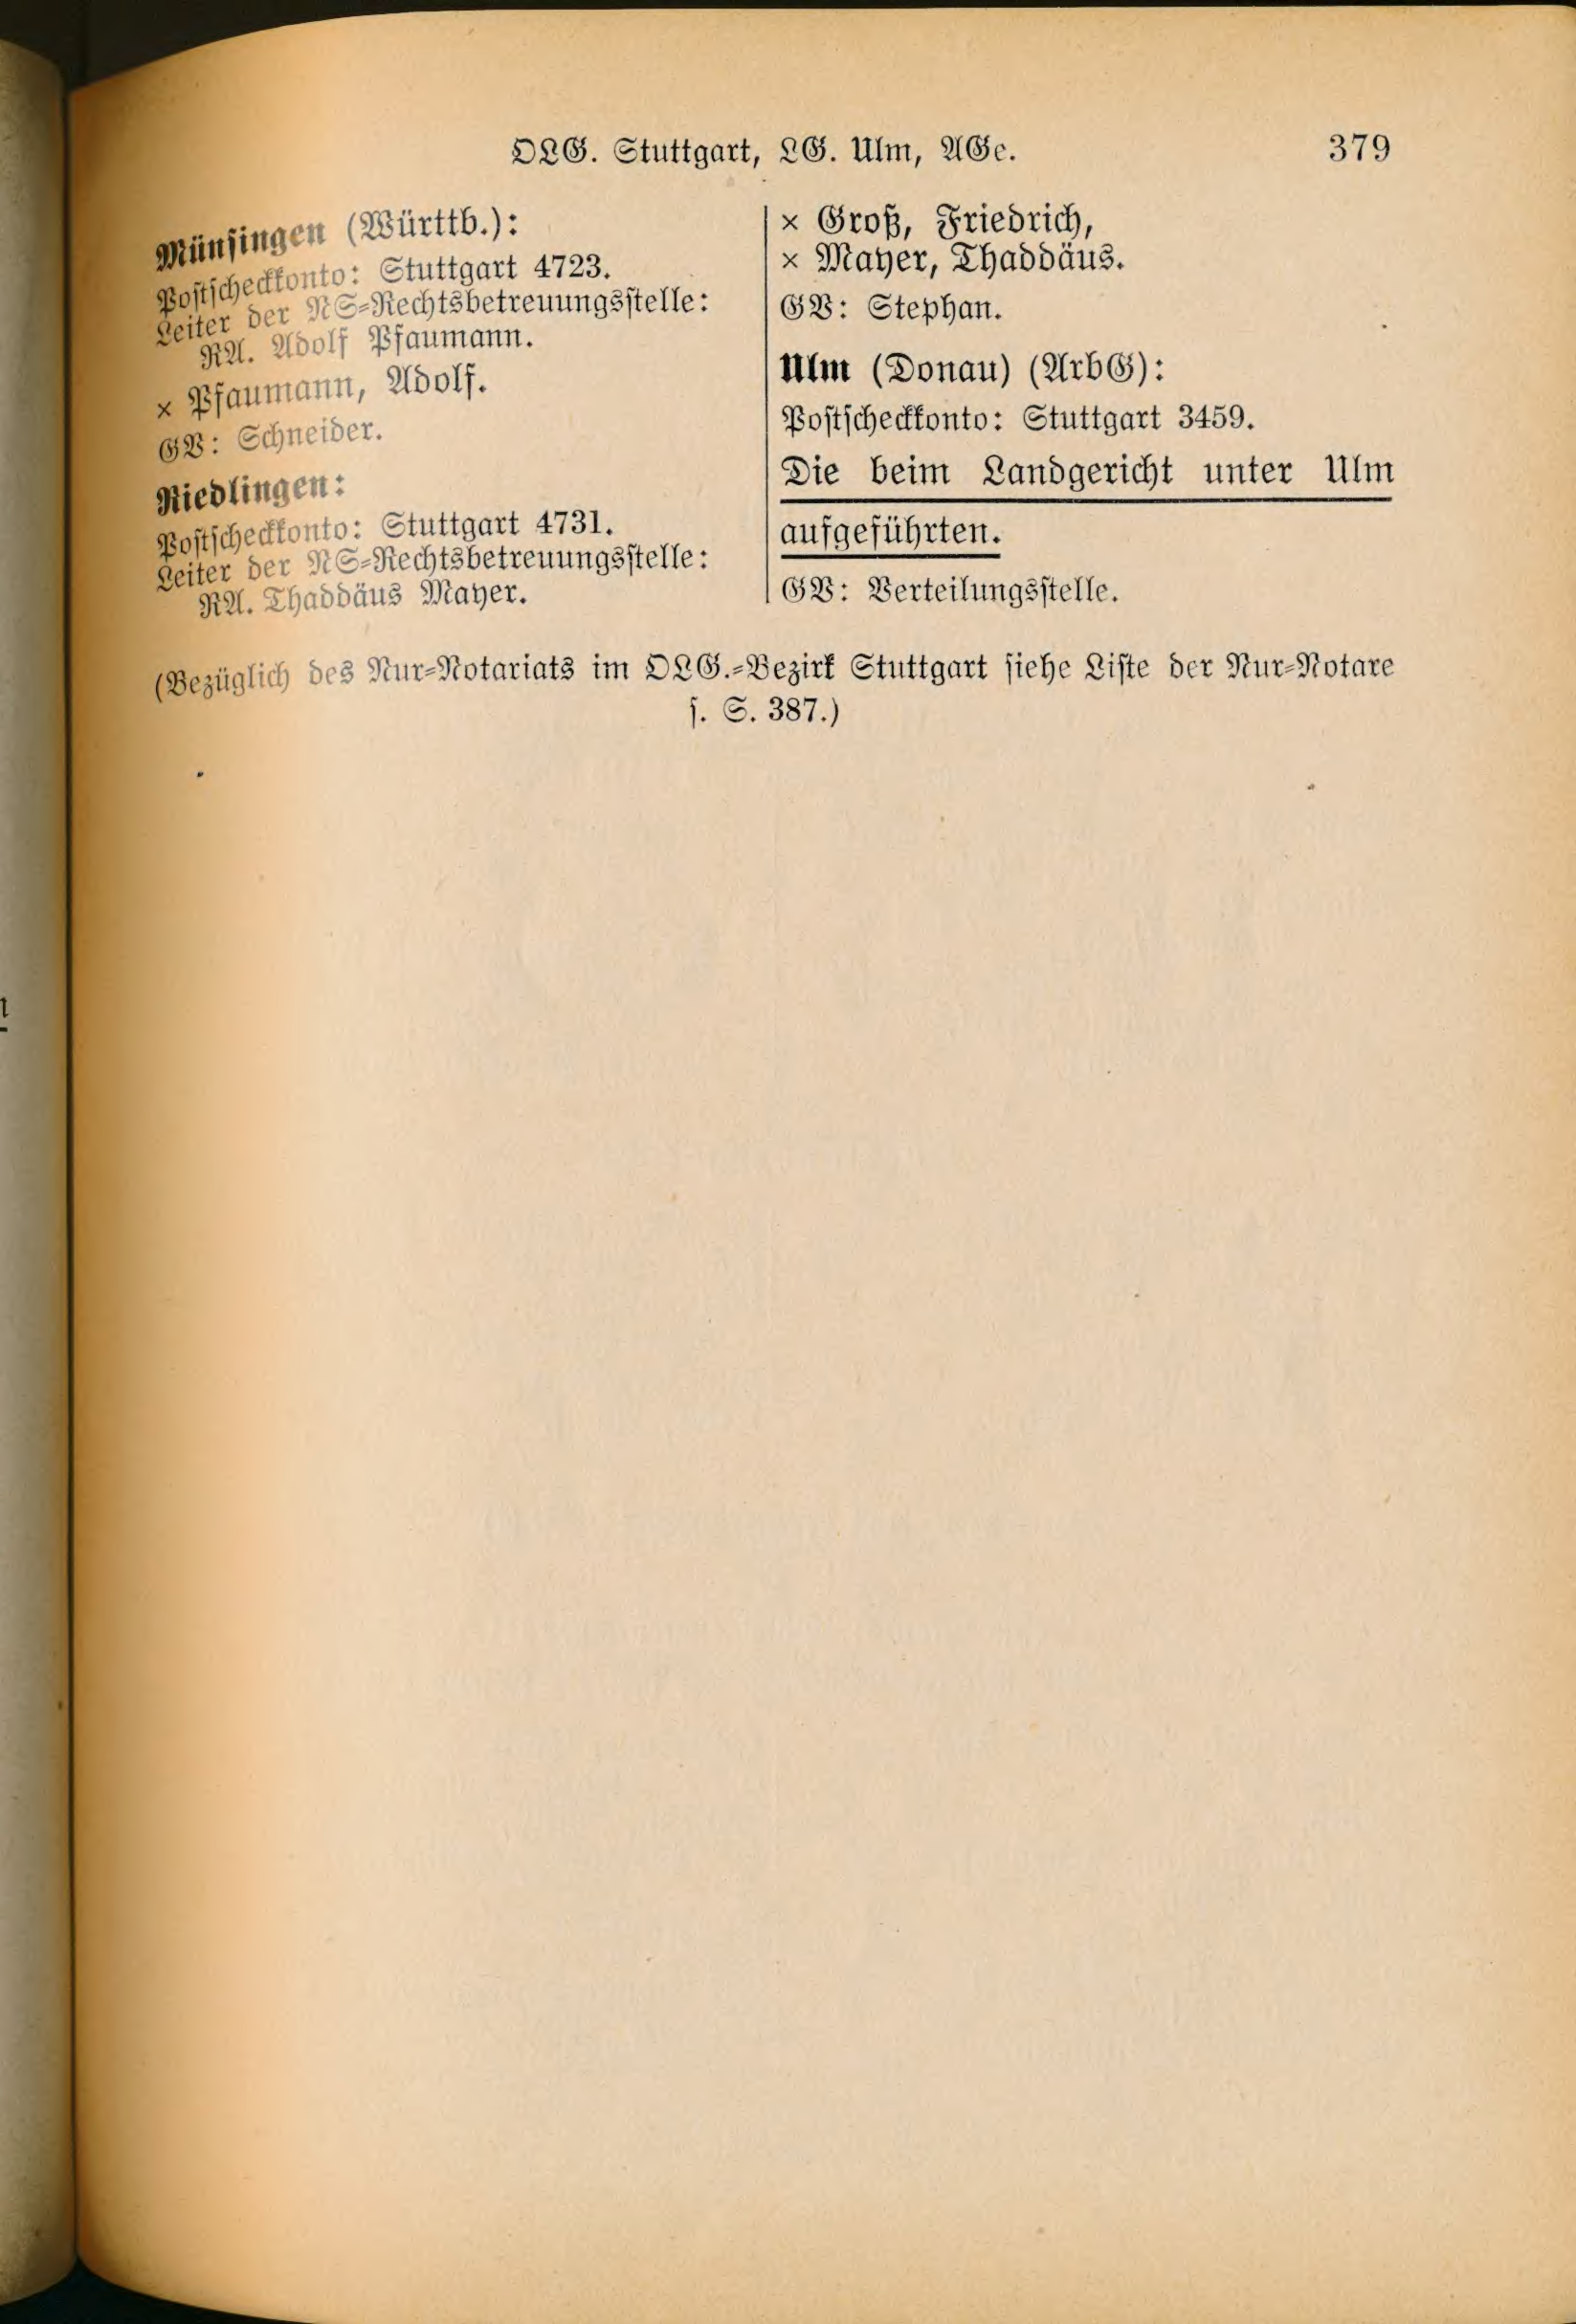 OLG. Stuttgart, LG. Ulm, AGe. 379
Münsingen (Württb.):
Postscheckkonto: Stuttgart 4723.
Leiter der NS-Rechtsbetreuungsstelle:
RA. Adolf Pfaumann.
× Pfaumann, Adolf.
GV: Schneider.
Riedlingen:
Postscheckkonto: Stuttgart 4731.
Leiter der NS-Rechtsbetreuungsstelle:
RA. Thaddäus Mayer.
× Groß, Friedrich,
× Mayer, Thaddäus.
GV: Stephan.
Ulm (Donau) (ArbG):
Postscheckkonto: Stuttgart 3459.
Die beim Landgericht unter Ulm
aufgeführten.
GV: Verteilungsstelle.
(Bezüglich des Nur-Notariats im OLG.-Bezirk Stuttgart siehe Liste der Nur-Notare
s. S. 387.)